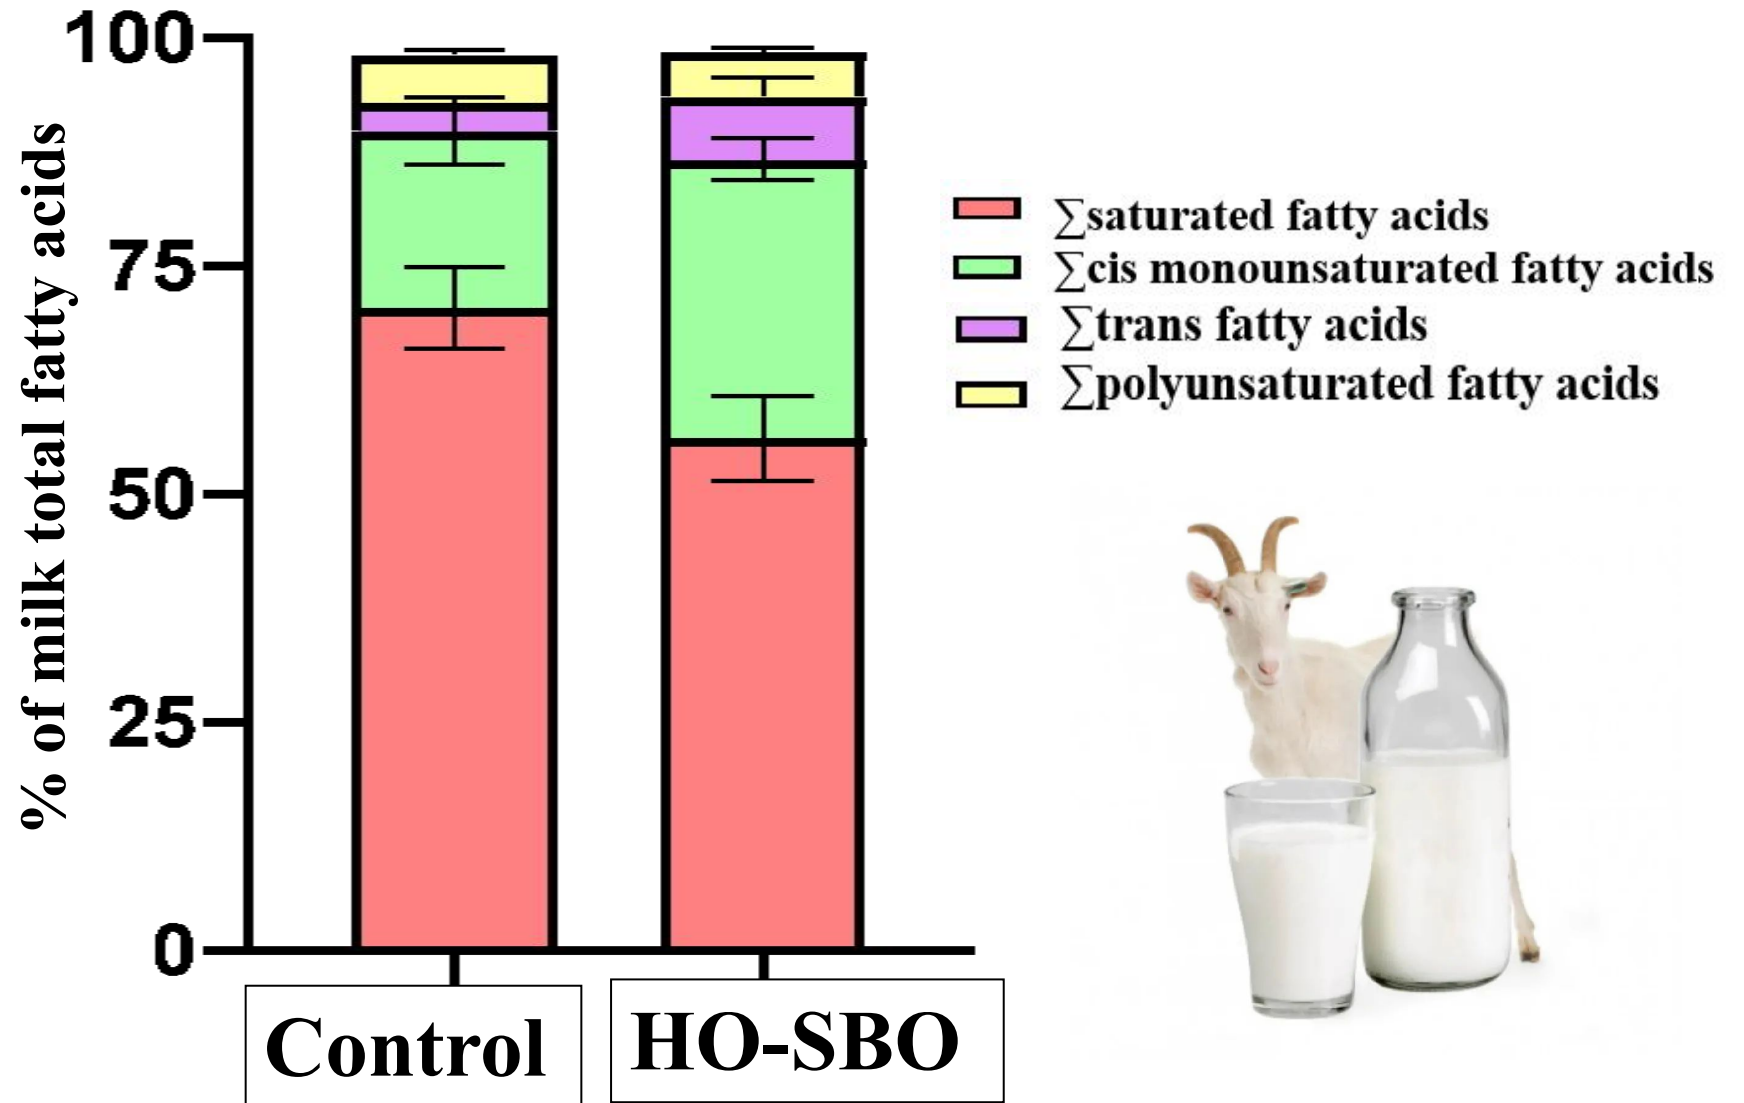 % of milk total fatty acids
100
75
50
25
0
Control
HO-SBO
∑saturated fatty acids
∑cis monounsaturated fatty acids
∑trans fatty acids
∑polyunsaturated fatty acids